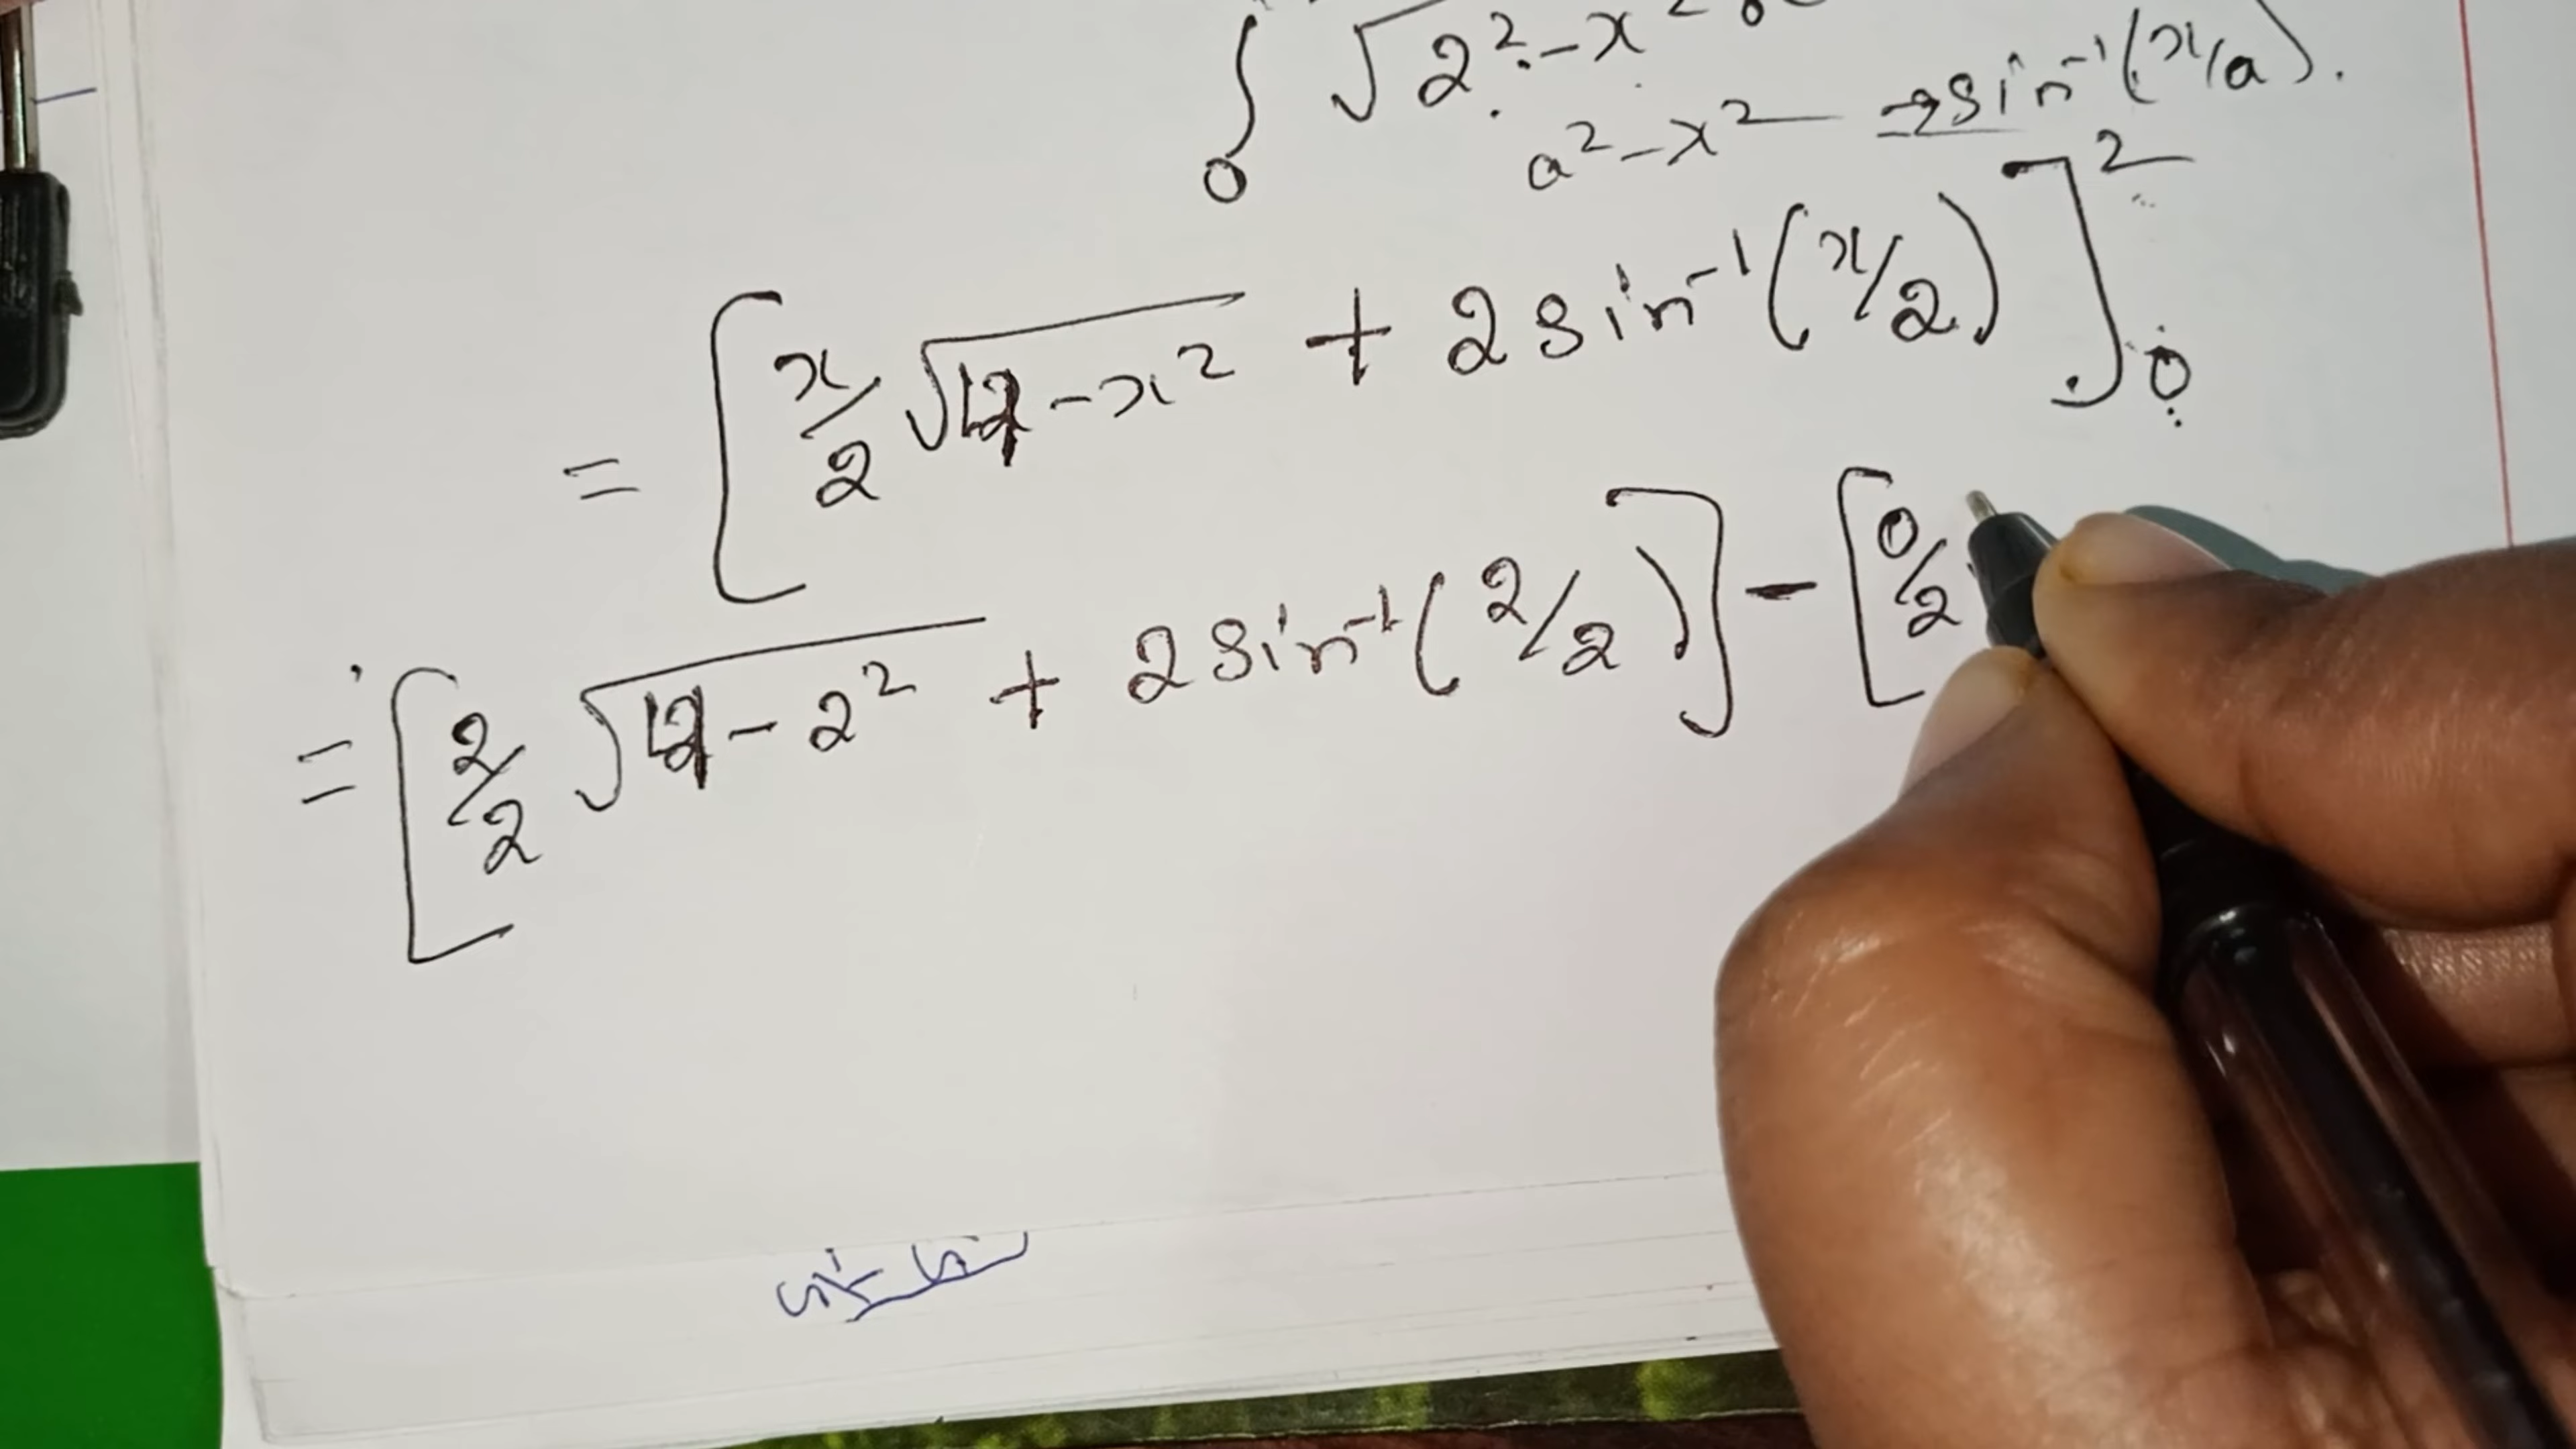 ∫₀ √2² - x²
a² - x² → sin⁻¹(x/a).
= [x/2 √4 - x² + 2 sin⁻¹(x/2)]²₀
= [2/2 √4 - 2² + 2 sin⁻¹(2/2)] - [0/2